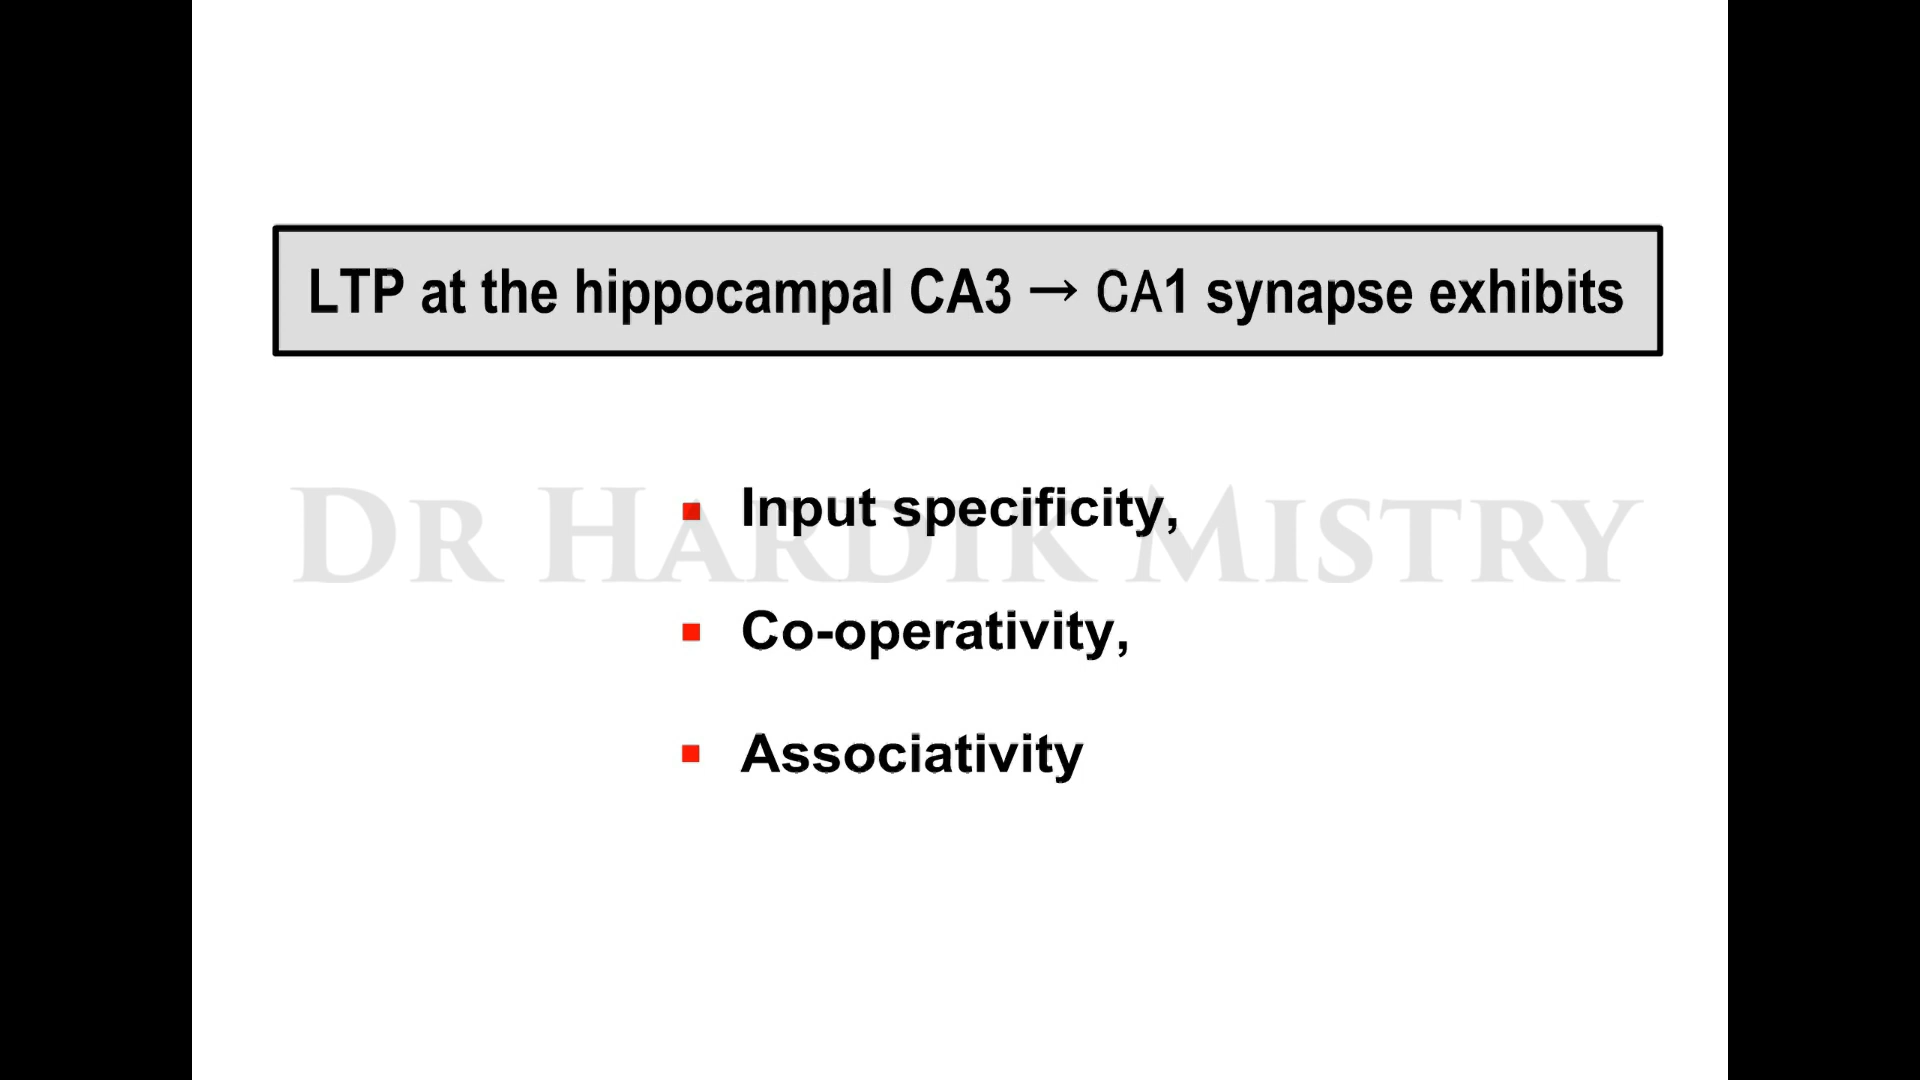 LTP at the hippocampal CA3 → CA1 synapse exhibits
Input specificity,
DR HARDIK MISTRY
Co-operativity,
Associativity